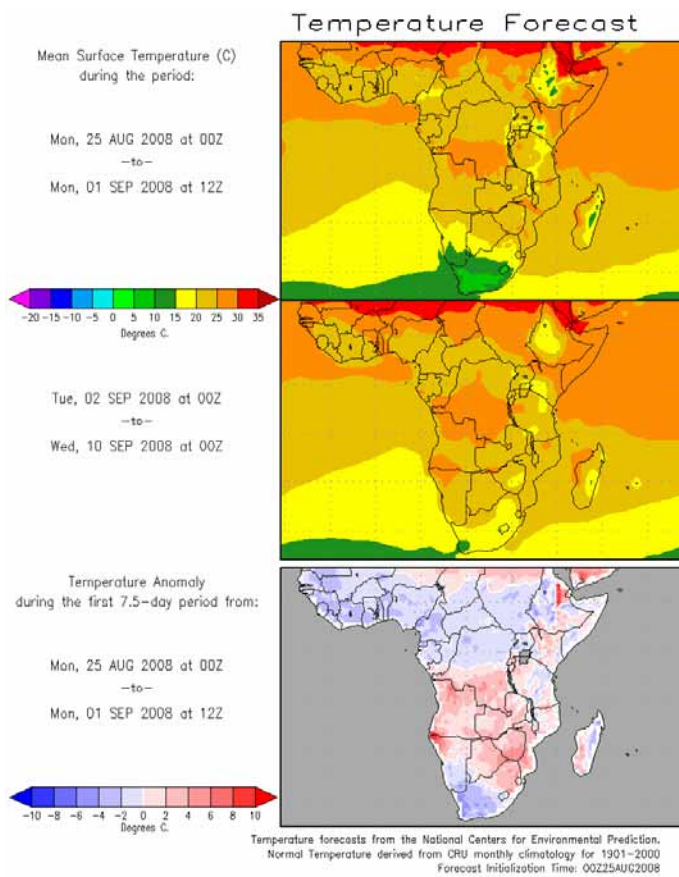 Temperature Forecast
Mean Surface Temperature (C)
during the period:
Mon, 25 AUG 2008 at 00Z
—to—
Mon, 01 SEP 2008 at 12Z
-20 -15 -10 -5 0 5 10 15 20 25 30 35
Degrees C.
Tue, 02 SEP 2008 at 00Z
—to—
Wed, 10 SEP 2008 at 00Z
Temperature Anomaly
during the first 7.5-day period from:
Mon, 25 AUG 2008 at 00Z
—to—
Mon, 01 SEP 2008 at 12Z
-10 -8 -6 -4 -2 0 2 4 6 8 10
Degrees C.
Temperature forecasts from the National Centers for Environmental Prediction.
Normal Temperature derived from CRU monthly climatology for 1901-2000
Forecast Initialization Time: 00Z25AUG2008